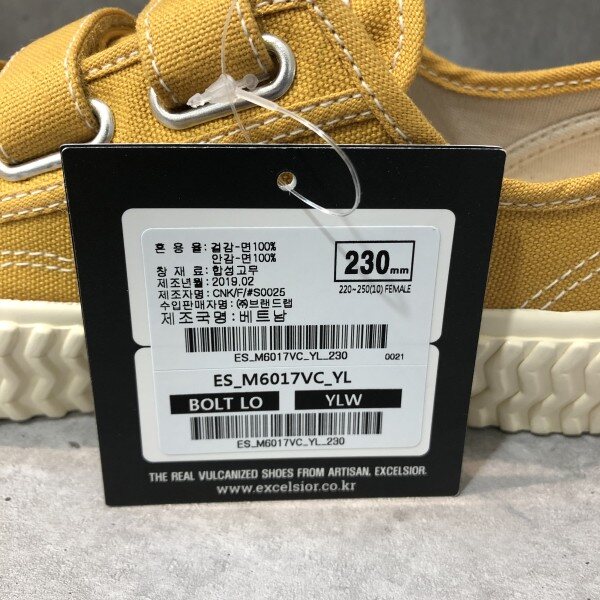 혼 용 율 : 겉감-면100%
안감-면100%
창 재 료 : 합성고무
제조년월 : 2019.02
제조자명 : CNK/F/#S0025
수입판매자명 : ㈜브랜드랩
제조국명 : 베트남
230mm
220~250(10) FEMALE
ES_M6017VC_YL_230
0021
ES_M6017VC_YL
BOLT LO
YLW
ES_M6017VC_YL_230
THE REAL VULCANIZED SHOES FROM ARTISAN, EXCELSIOR.
www.excelsior.co.kr